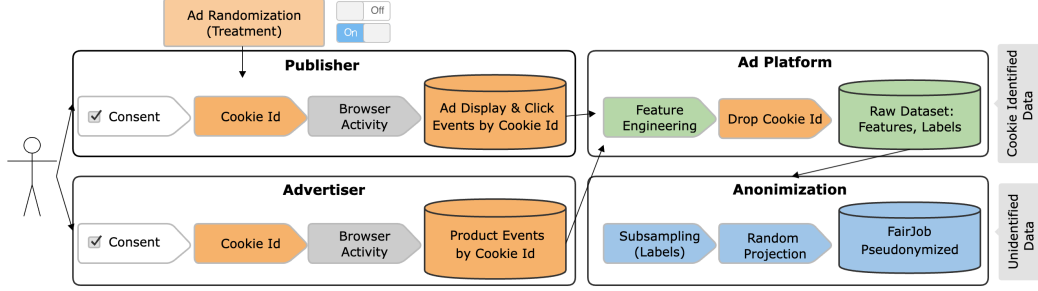 Ad Randomization
(Treatment)
Off
On
Publisher
Consent
Cookie Id
Browser
Activity
Ad Display & Click
Events by Cookie Id
Ad Platform
Feature
Engineering
Drop Cookie Id
Raw Dataset:
Features, Labels
Cookie Identified
Data
Advertiser
Consent
Cookie Id
Browser
Activity
Product Events
by Cookie Id
Anonimization
Subsampling
(Labels)
Random
Projection
FairJob
Pseudonymized
Unidentified
Data